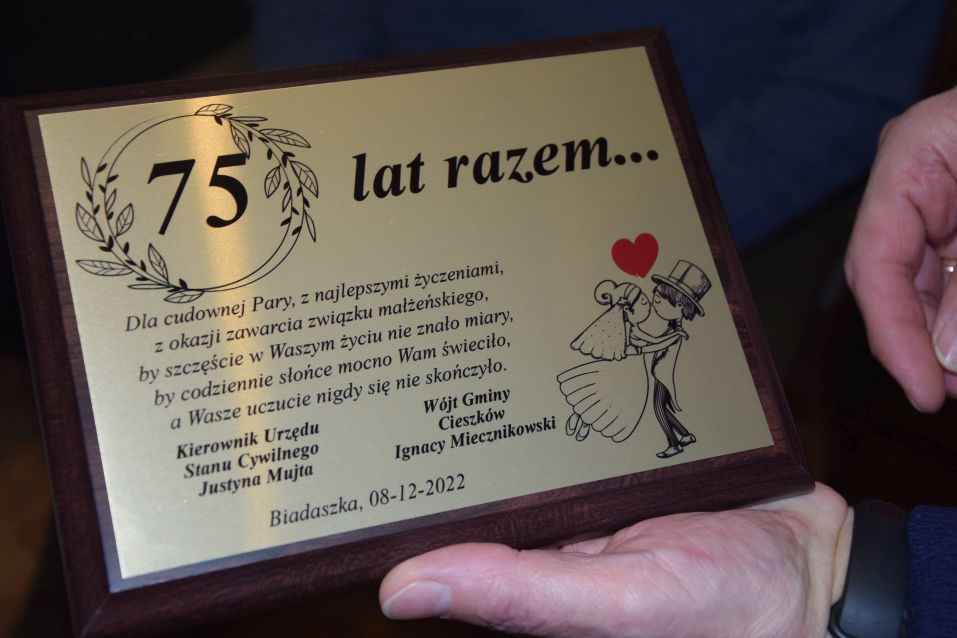 75
lat razem...
Dla cudownej Pary, z najlepszymi życzeniami,
z okazji zawarcia związku małżeńskiego,
by szczęście w Waszym życiu nie znało miary,
by codziennie słońce mocno Wam świeciło,
a Wasze uczucie nigdy się nie skończyło.
Kierownik Urzędu
Stanu Cywilnego
Justyna Mujta
Wójt Gminy
Cieszków
Ignacy Miecznikowski
Biadaszka, 08-12-2022